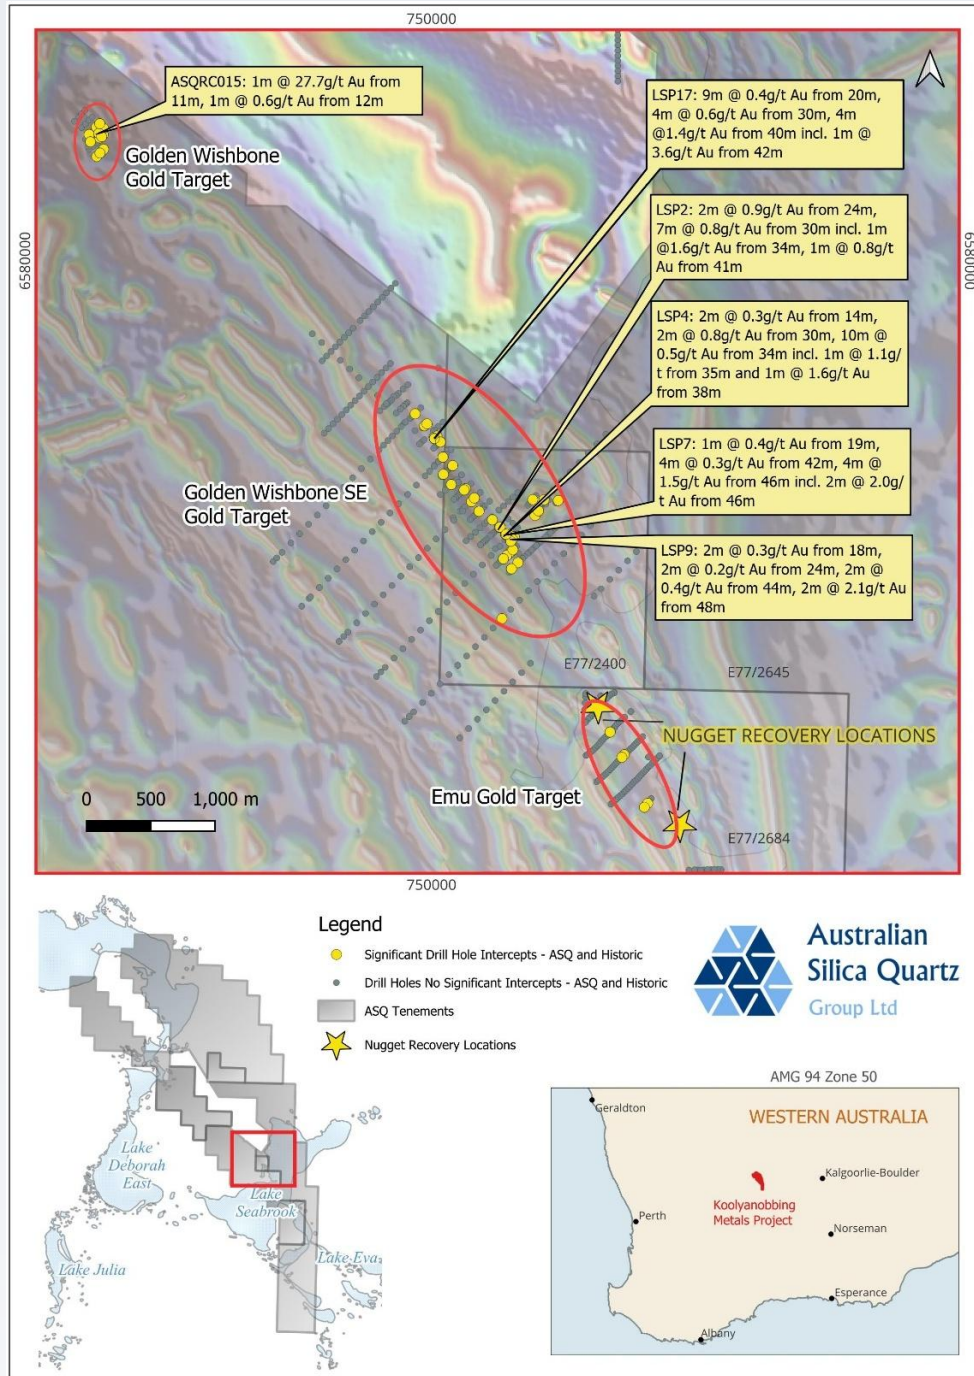 750000
ASQRC015: 1m @ 27.7g/t Au from
11m, 1m @ 0.6g/t Au from 12m
Golden Wishbone
Gold Target
LSP17: 9m @ 0.4g/t Au from 20m,
4m @ 0.6g/t Au from 30m, 4m
@1.4g/t Au from 40m incl. 1m @
3.6g/t Au from 42m
LSP2: 2m @ 0.9g/t Au from 24m,
7m @ 0.8g/t Au from 30m incl. 1m
@1.6g/t Au from 34m, 1m @ 0.8g/t
Au from 41m
6580000
6580000
LSP4: 2m @ 0.3g/t Au from 14m,
2m @ 0.8g/t Au from 30m, 10m @
0.5g/t Au from 34m incl. 1m @ 1.1g/
t from 35m and 1m @ 1.6g/t Au
from 38m
LSP7: 1m @ 0.4g/t Au from 19m,
4m @ 0.3g/t Au from 42m, 4m @
1.5g/t Au from 46m incl. 2m @ 2.0g/
t Au from 46m
Golden Wishbone SE
Gold Target
LSP9: 2m @ 0.3g/t Au from 18m,
2m @ 0.2g/t Au from 24m, 2m @
0.4g/t Au from 44m, 2m @ 2.1g/t Au
from 48m
E77/2400
E77/2645
NUGGET RECOVERY LOCATIONS
Emu Gold Target
0 500 1,000 m
E77/2684
750000
Legend
Significant Drill Hole Intercepts - ASQ and Historic
Drill Holes No Significant Intercepts - ASQ and Historic
ASQ Tenements
Nugget Recovery Locations
Australian
Silica Quartz
Group Ltd
AMG 94 Zone 50
Lake
Deborah
East
Lake
Seabrook
Lake Eva
Lake Julia
Geraldton
WESTERN AUSTRALIA
Kalgoorlie-Boulder
Koolyanobbing
Metals Project
Perth
Norseman
Esperance
Albany